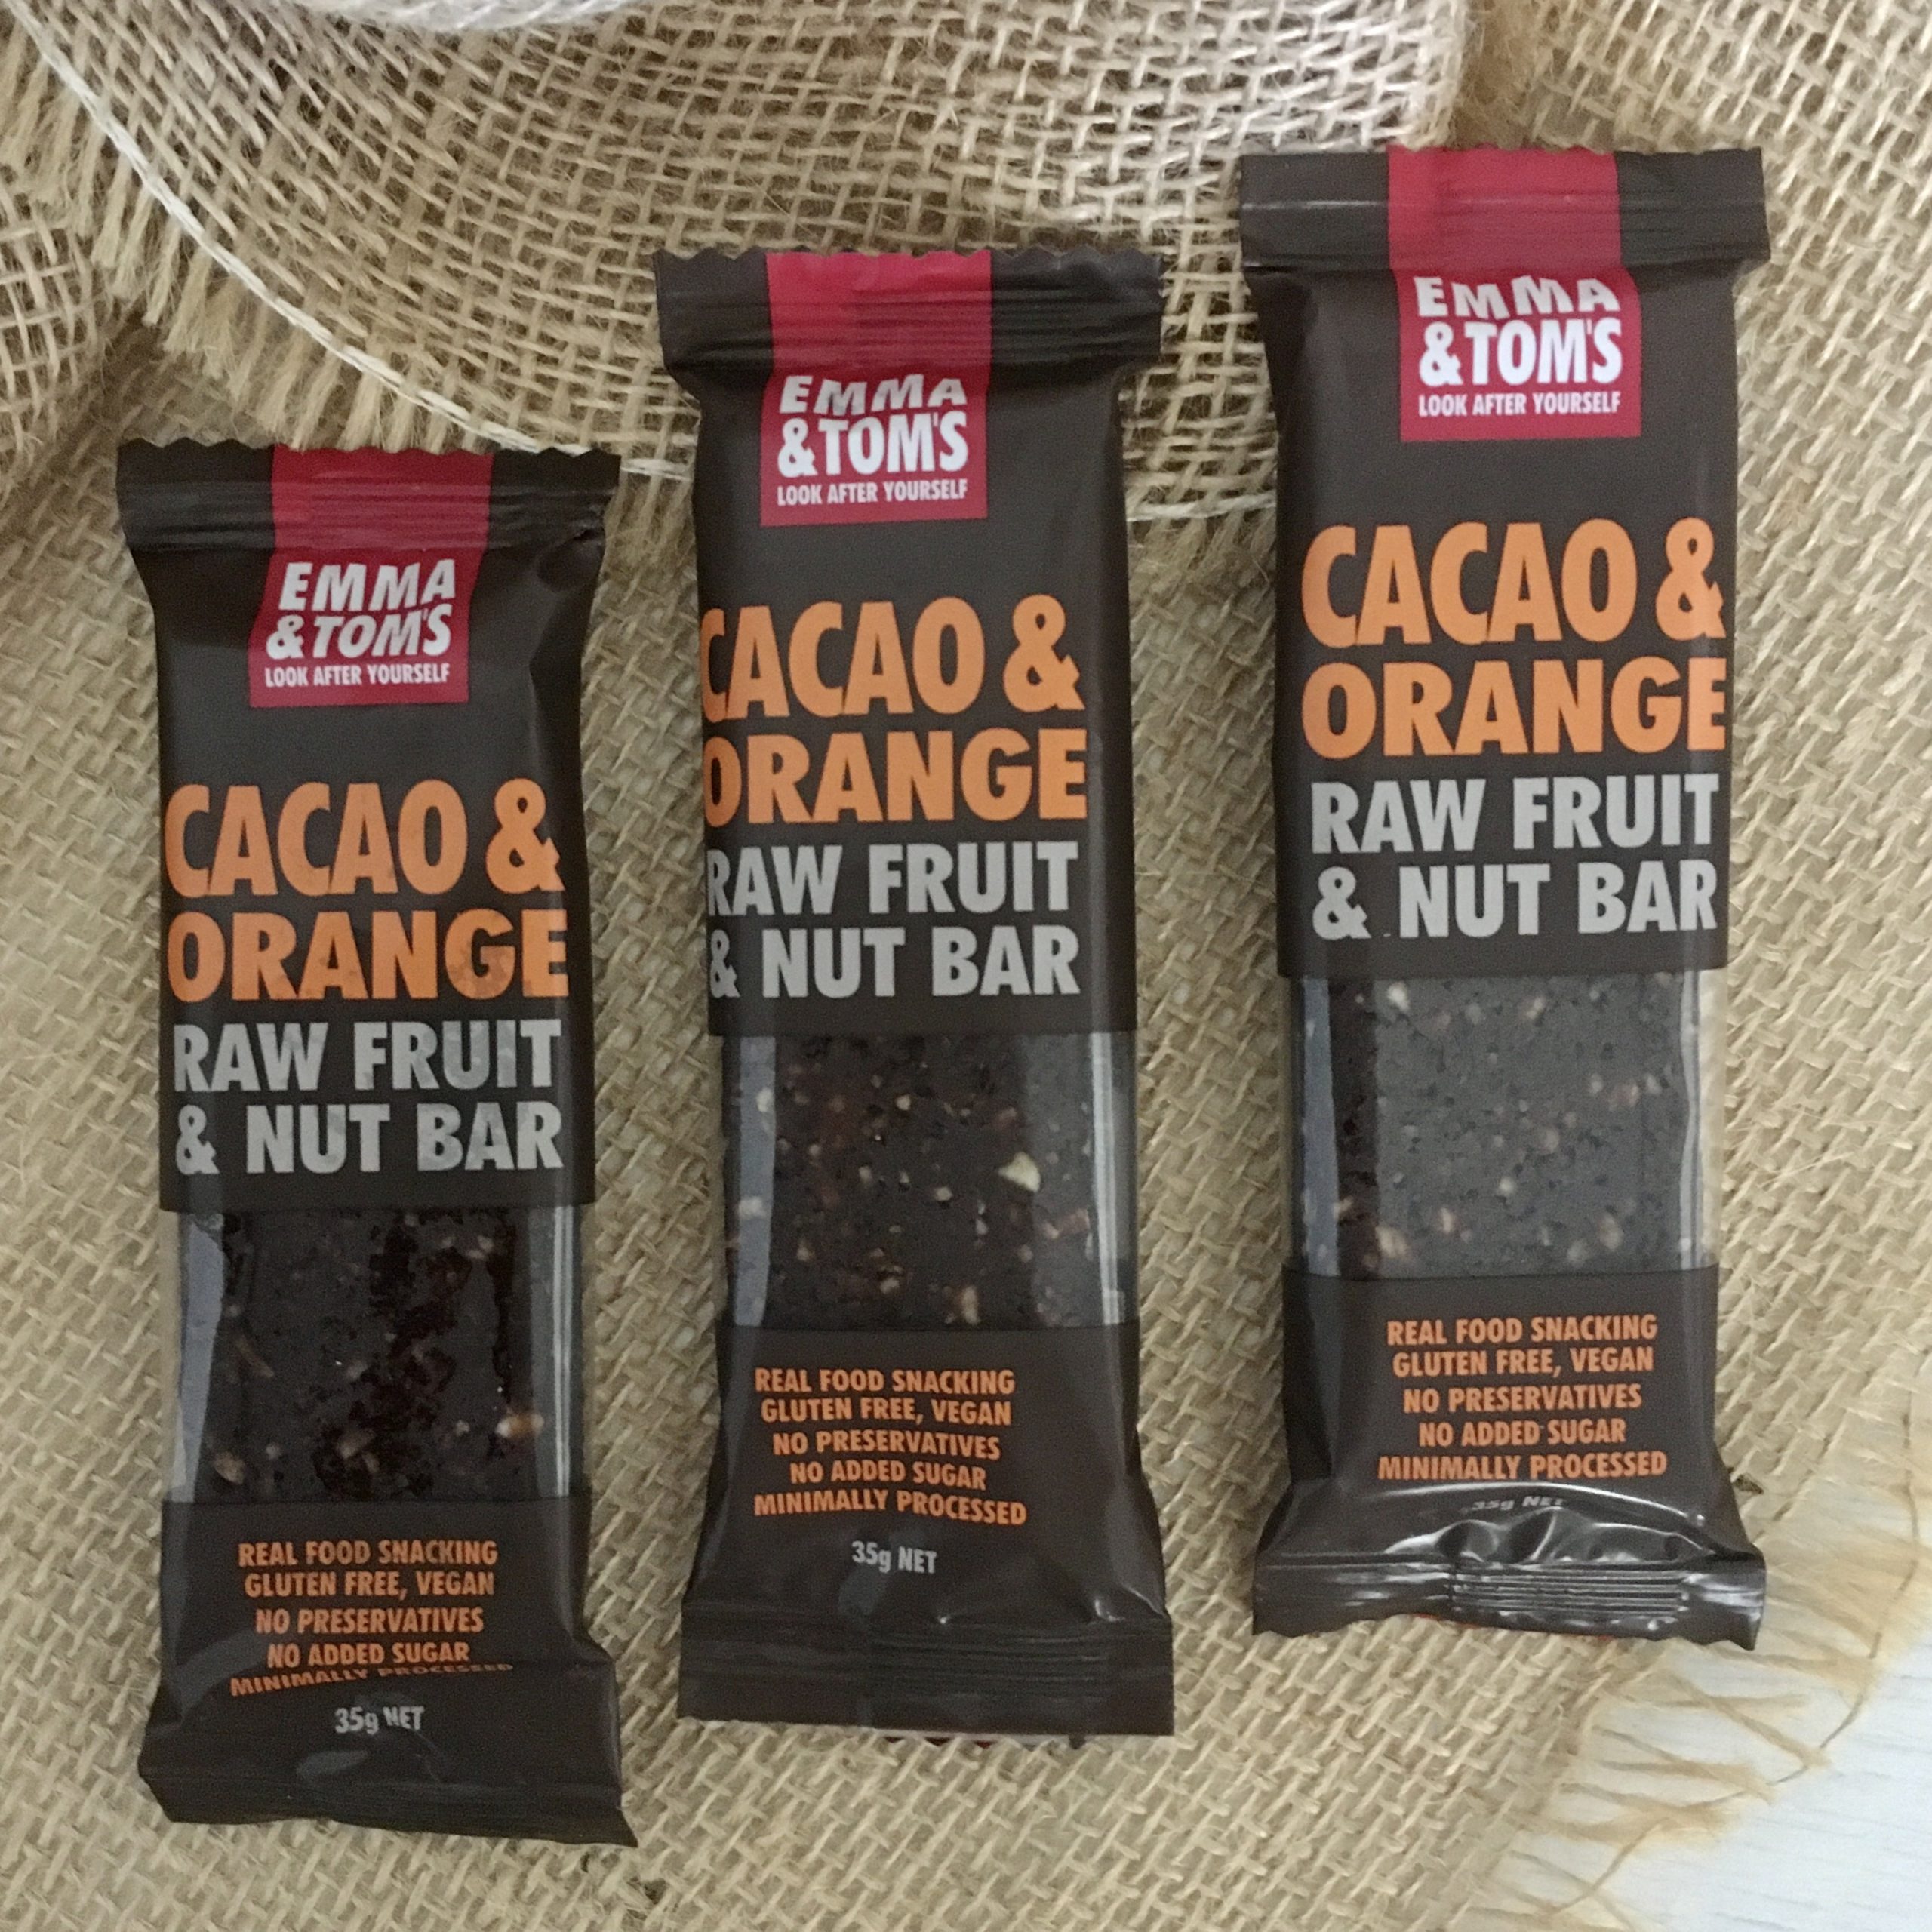 EMMA
&TOM'S
LOOK AFTER YOURSELF
CACAO &
ORANGE
RAW FRUIT
& NUT BAR
REAL FOOD SNACKING
GLUTEN FREE, VEGAN
NO PRESERVATIVES
NO ADDED SUGAR
MINIMALLY PROCESSED
35g NET
EMMA
&TOM'S
LOOK AFTER YOURSELF
CACAO &
ORANGE
RAW FRUIT
& NUT BAR
REAL FOOD SNACKING
GLUTEN FREE, VEGAN
NO PRESERVATIVES
NO ADDED SUGAR
MINIMALLY PROCESSED
35g NET
EMMA
&TOM'S
LOOK AFTER YOURSELF
CACAO &
ORANGE
RAW FRUIT
& NUT BAR
REAL FOOD SNACKING
GLUTEN FREE, VEGAN
NO PRESERVATIVES
NO ADDED SUGAR
MINIMALLY PROCESSED
35g NET